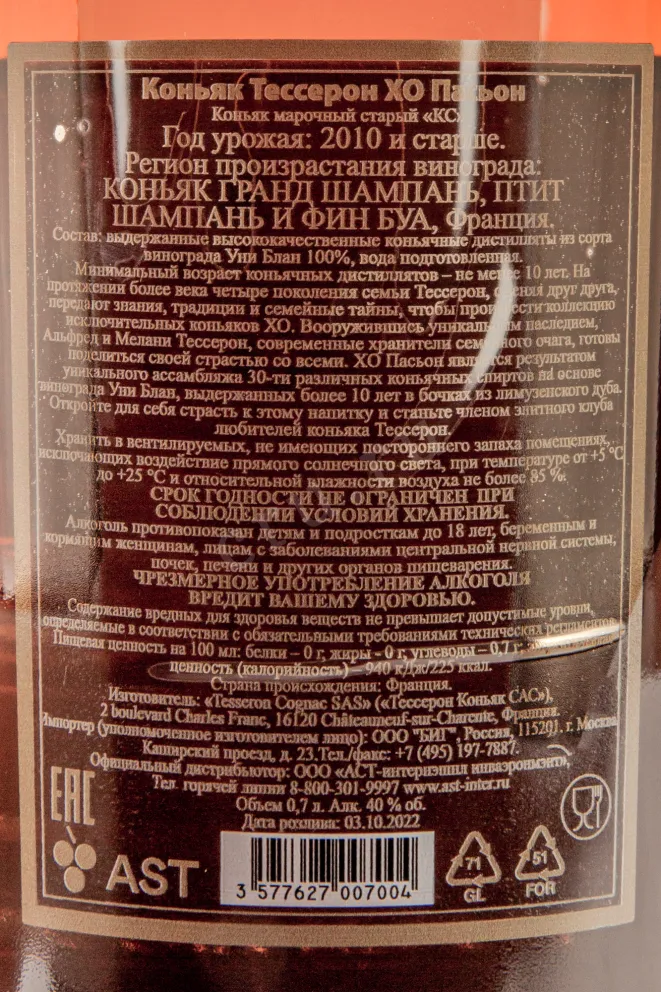 Коньяк Тессерон ХО Пасьон
Коньяк марочный старый «КС»
Год урожая: 2010 и старше.
Регион произрастания винограда:
КОНЬЯК ГРАНД ШАМПАНЬ, ПТИТ
ШАМПАНЬ И ФИН БУА, Франция.
Состав: выдержанные высококачественные коньячные дистилляты из сорта
винограда Уни Блан 100%, вода подготовленная.
Минимальный возраст коньячных дистиллятов – не менее 10 лет. На
протяжении более века четыре поколения семьи Тессерон, сменяя друг друга,
передают знания, традиции и семейные тайны, чтобы произвести коллекцию
исключительных коньяков ХО. Вооружившись уникальным наследием,
Альфред и Мелани Тессерон, современные хранители семейного очага, готовы
поделиться своей страстью со всеми. ХО Пасьон является результатом
уникального ассамбляжа 30-ти различных коньячных спиртов на основе
винограда Уни Блан, выдержанных более 10 лет в бочках из лимузенского дуба.
Откройте для себя страсть к этому напитку и станьте членом элитного клуба
любителей коньяка Тессерон.
Хранить в вентилируемых, не имеющих постороннего запаха помещениях,
исключающих воздействие прямого солнечного света, при температуре от +5 °С
до +25 °С и относительной влажности воздуха не более 85 %.
СРОК ГОДНОСТИ НЕ ОГРАНИЧЕН ПРИ
СОБЛЮДЕНИИ УСЛОВИЙ ХРАНЕНИЯ.
Алкоголь противопоказан детям и подросткам до 18 лет, беременным и
кормящим женщинам, лицам с заболеваниями центральной нервной системы,
почек, печени и других органов пищеварения.
ЧРЕЗМЕРНОЕ УПОТРЕБЛЕНИЕ АЛКОГОЛЯ
ВРЕДИТ ВАШЕМУ ЗДОРОВЬЮ.
Содержание вредных для здоровья веществ не превышает допустимые уровни,
определяемые в соответствии с обязательными требованиями технических регламентов
Пищевая ценность на 100 мл: белки – 0 г, жиры - 0 г, углеводы – 0,7 г;
ценность (калорийность) – 940 кДж/225 ккал.
Страна происхождения: Франция.
Изготовитель: «Tesseron Cognac SAS» («Тессерон Коньяк САС»),
2 boulevard Charles Franc, 16120 Châteauneuf-sur-Charente, Франция.
Импортер (уполномоченное изготовителем лицо): ООО "БИГ", Россия, 115201, г. Москва
Каширский проезд, д. 23.Тел./факс: +7 (495) 197-7887.
Официальный дистрибьютор: ООО «АСТ-интернэшнл инваэронмэнт»,
Тел. горячей линии 8-800-301-9997 www.ast-inter.ru
Объем 0,7 л. Алк. 40 % об.
Дата розлива: 03.10.2022
EAC
AST
3 577627 007004
71
GL
51
FOR